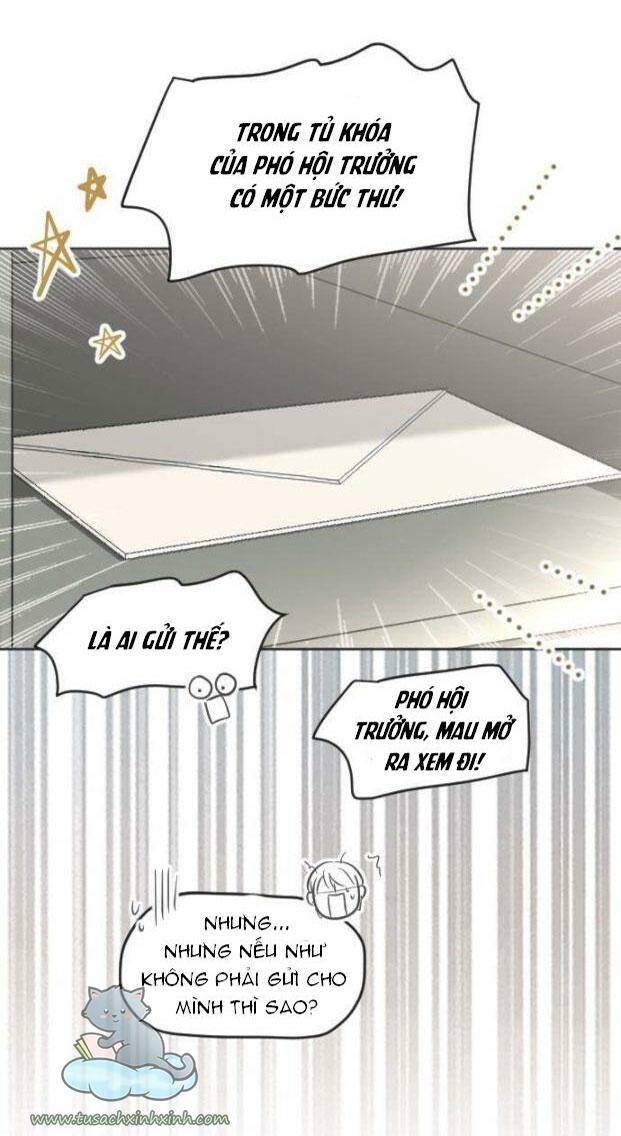 TRONG TỦ KHÓA
CỦA PHÓ HỘI TRƯỞNG
CÓ MỘT BỨC THƯ!
LÀ AI GỬI THẾ?
PHÓ HỘI
TRƯỞNG, MAU MỞ
RA XEM ĐI!
NHƯNG...
NHƯNG NẾU NHƯ
KHÔNG PHẢI GỬI CHO
MÌNH THÌ SAO?
www.tusachxinhxinh.com